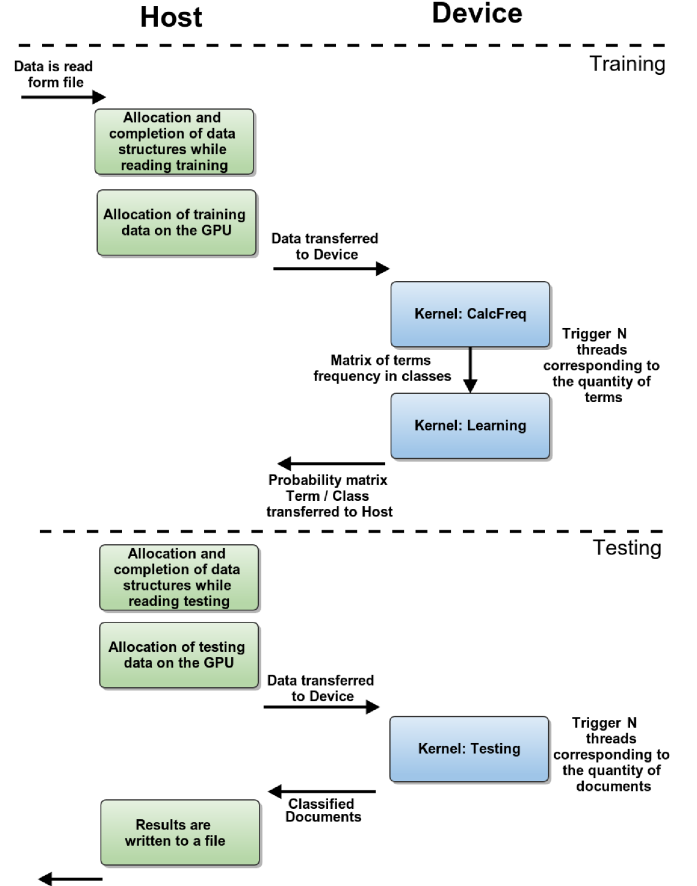 Host
Device
Training
Data is read
form file
Allocation and
completion of data
structures while
reading training
Allocation of training
data on the GPU
Data transferred
to Device
Kernel: CalcFreq
Trigger N
threads
corresponding to
the quantity of
terms
Matrix of terms
frequency in classes
Kernel: Learning
Probability matrix
Term / Class
transferred to Host
Testing
Allocation and
completion of data
structures while
reading testing
Allocation of testing
data on the GPU
Data transferred
to Device
Kernel: Testing
Trigger N
threads
corresponding to
the quantity of
documents
Classified
Documents
Results are
written to a file